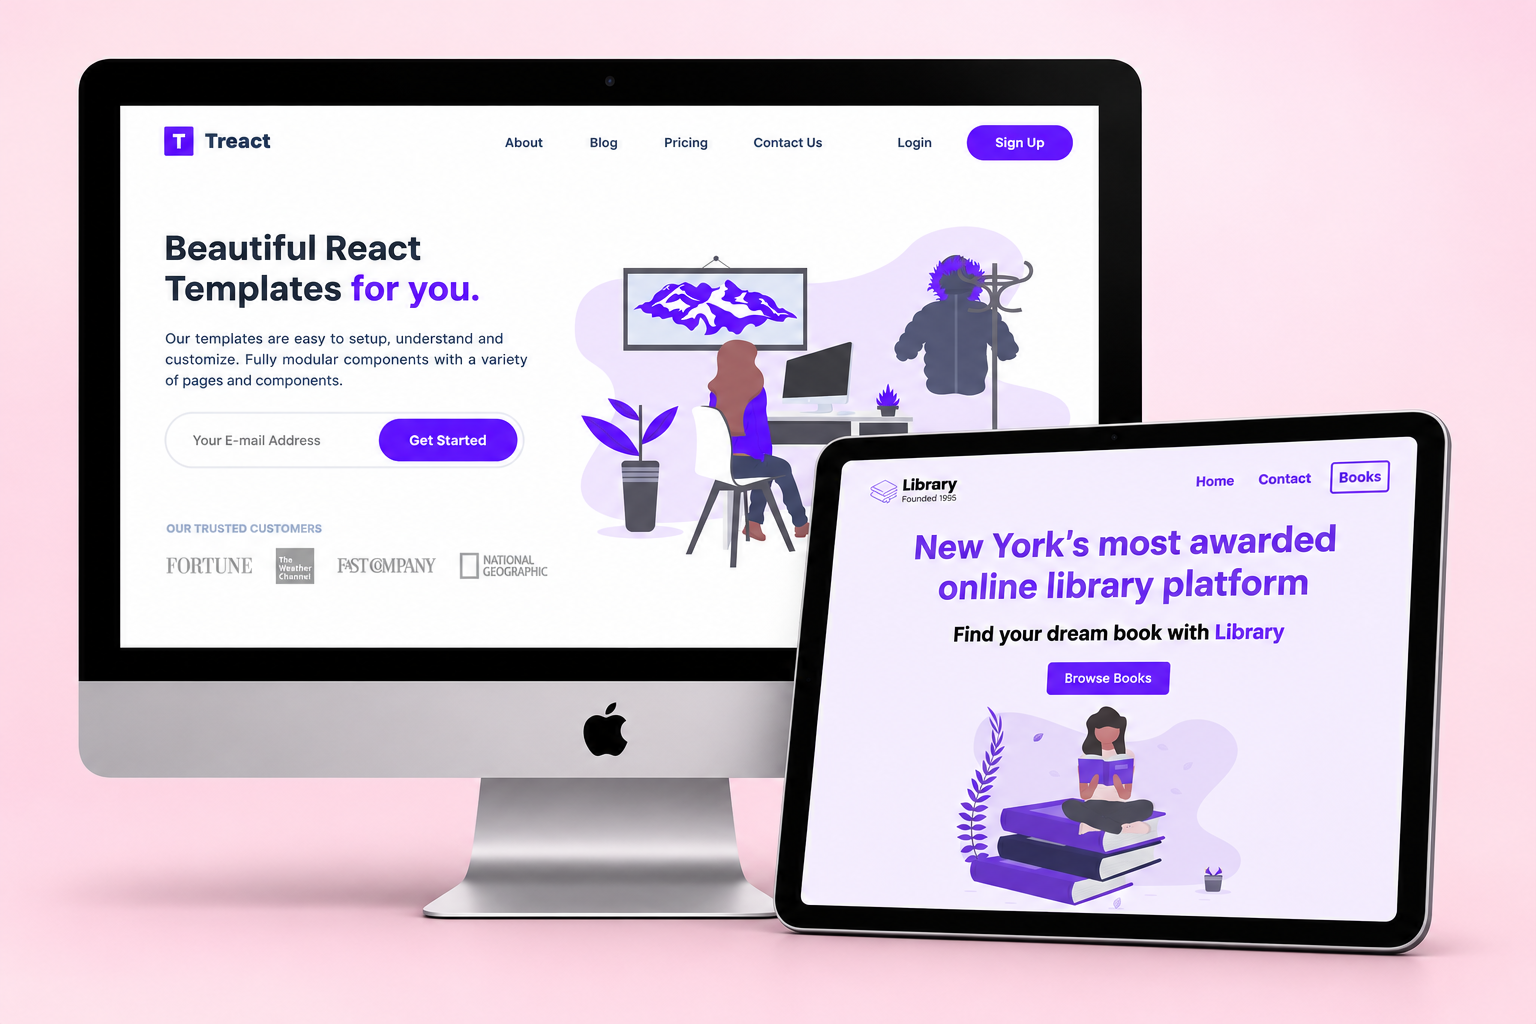 T Treact
About Blog Pricing Contact Us Login Sign Up
Beautiful React
Templates for you.
Our templates are easy to setup, understand and
customize. Fully modular components with a variety
of pages and components.
Your E-mail Address Get Started
OUR TRUSTED CUSTOMERS
FORTUNE
The
Weather
Channel
FAST COMPANY
NATIONAL
GEOGRAPHIC
Library
Founded 1995
Home Contact Books
New York’s most awarded
online library platform
Find your dream book with Library
Browse Books